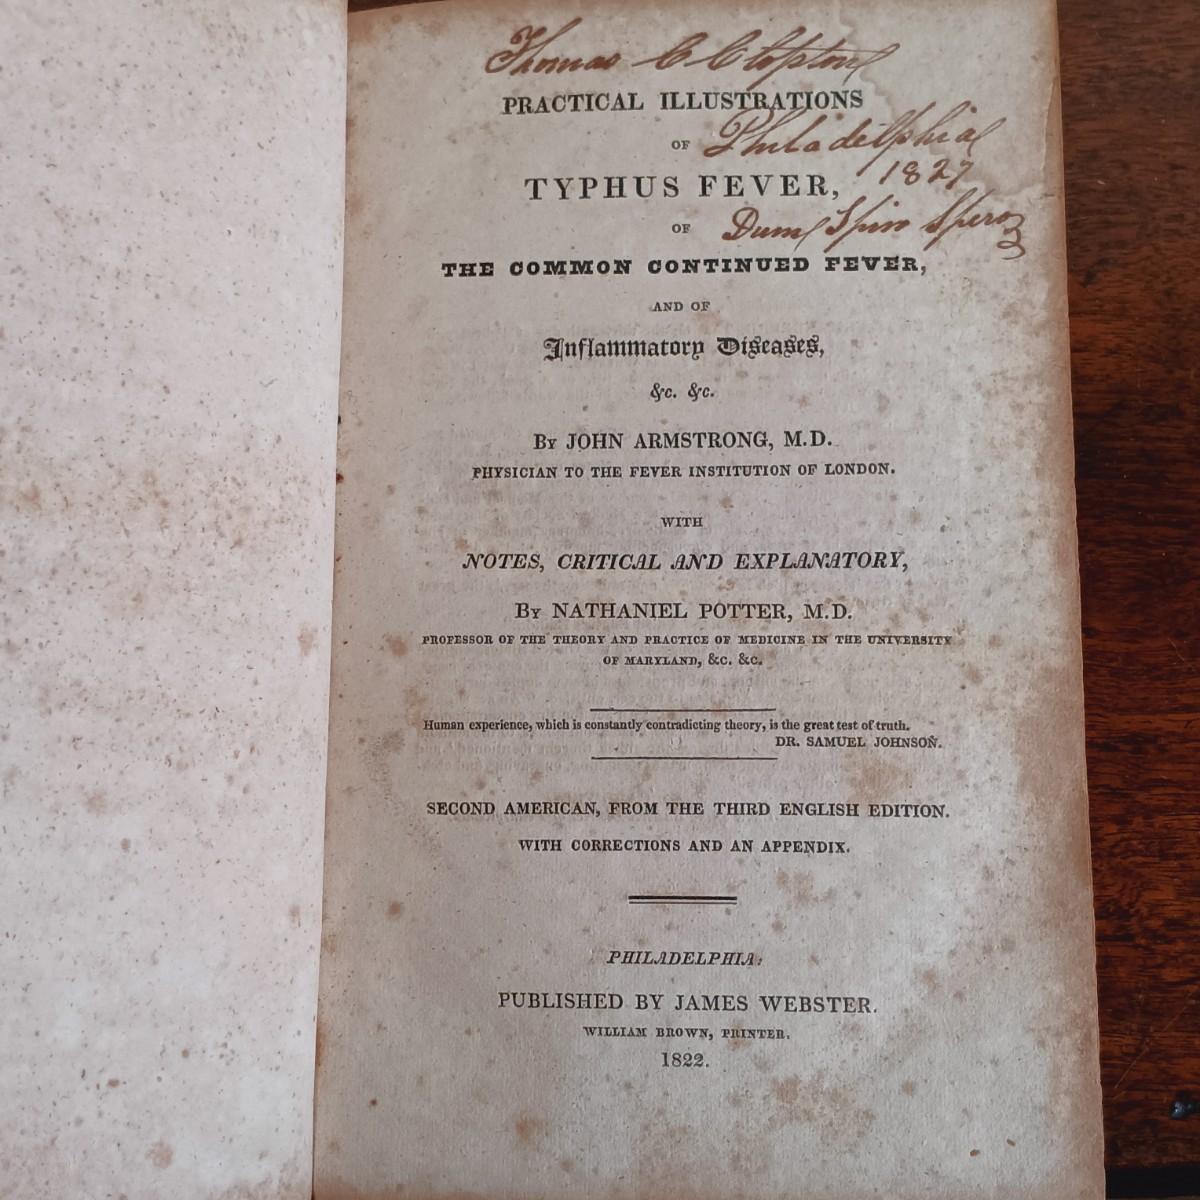 Thomas C Clopton
PRACTICAL ILLUSTRATIONS
OF
Philadelphia
1827
TYPHUS FEVER,
OF
Dum Spiro Spero
THE COMMON CONTINUED FEVER,
AND OF
Inflammatory Diseases,
&c. &c.
By JOHN ARMSTRONG, M.D.
PHYSICIAN TO THE FEVER INSTITUTION OF LONDON.
WITH
NOTES, CRITICAL AND EXPLANATORY,
By NATHANIEL POTTER, M.D.
PROFESSOR OF THE THEORY AND PRACTICE OF MEDICINE IN THE UNIVERSITY
OF MARYLAND, &c. &c.
Human experience, which is constantly contradicting theory, is the great test of truth.
DR. SAMUEL JOHNSON.
SECOND AMERICAN, FROM THE THIRD ENGLISH EDITION.
WITH CORRECTIONS AND AN APPENDIX.
PHILADELPHIA:
PUBLISHED BY JAMES WEBSTER.
WILLIAM BROWN, PRINTER.
1822.